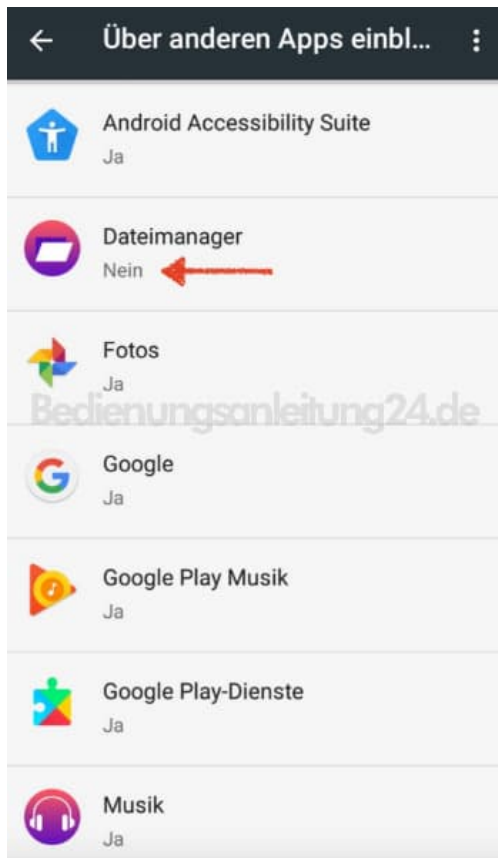 Über anderen Apps einbl...
Android Accessibility Suite
Ja
Dateimanager
Nein
Fotos
Ja
Bedienungsanleitung24.de
Google
Ja
Google Play Musik
Ja
Google Play-Dienste
Ja
Musik
Ja